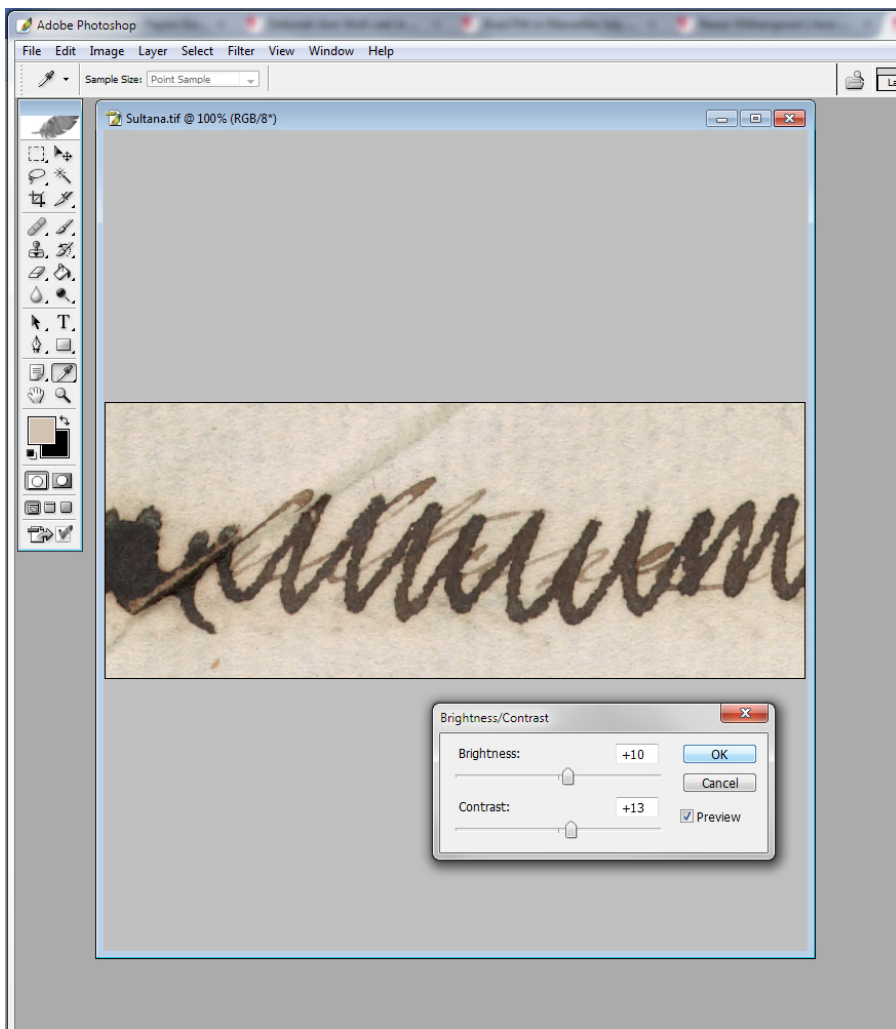 Adobe Photoshop
File Edit Image Layer Select Filter View Window Help
Sample Size: Point Sample
La
Sultana.tif @ 100% (RGB/8*)
Brightness/Contrast
Brightness: +10 OK
Cancel
Contrast: +13
Preview